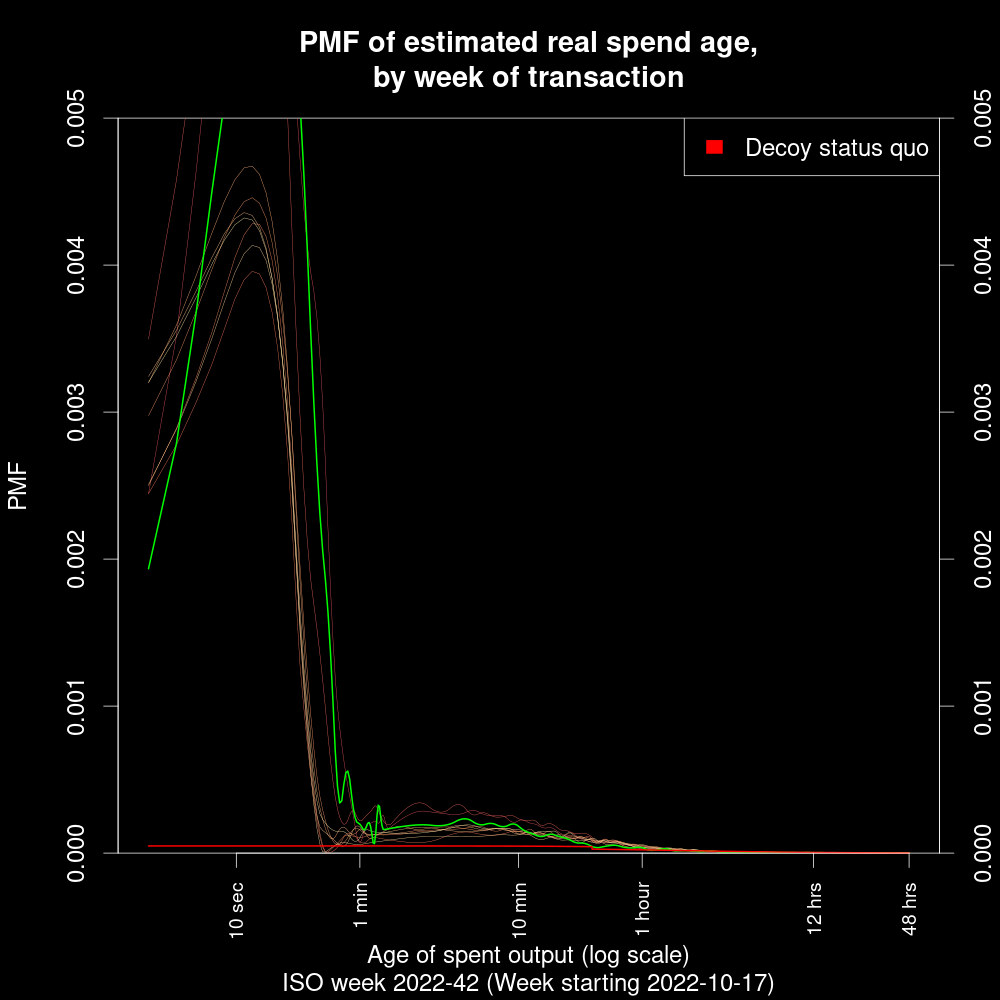 PMF of estimated real spend age,
by week of transaction
Decoy status quo
PMF
0.005
0.004
0.003
0.002
0.001
0.000
0.005
0.004
0.003
0.002
0.001
0.000
10 sec
1 min
10 min
1 hour
12 hrs
48 hrs
Age of spent output (log scale)
ISO week 2022-42 (Week starting 2022-10-17)